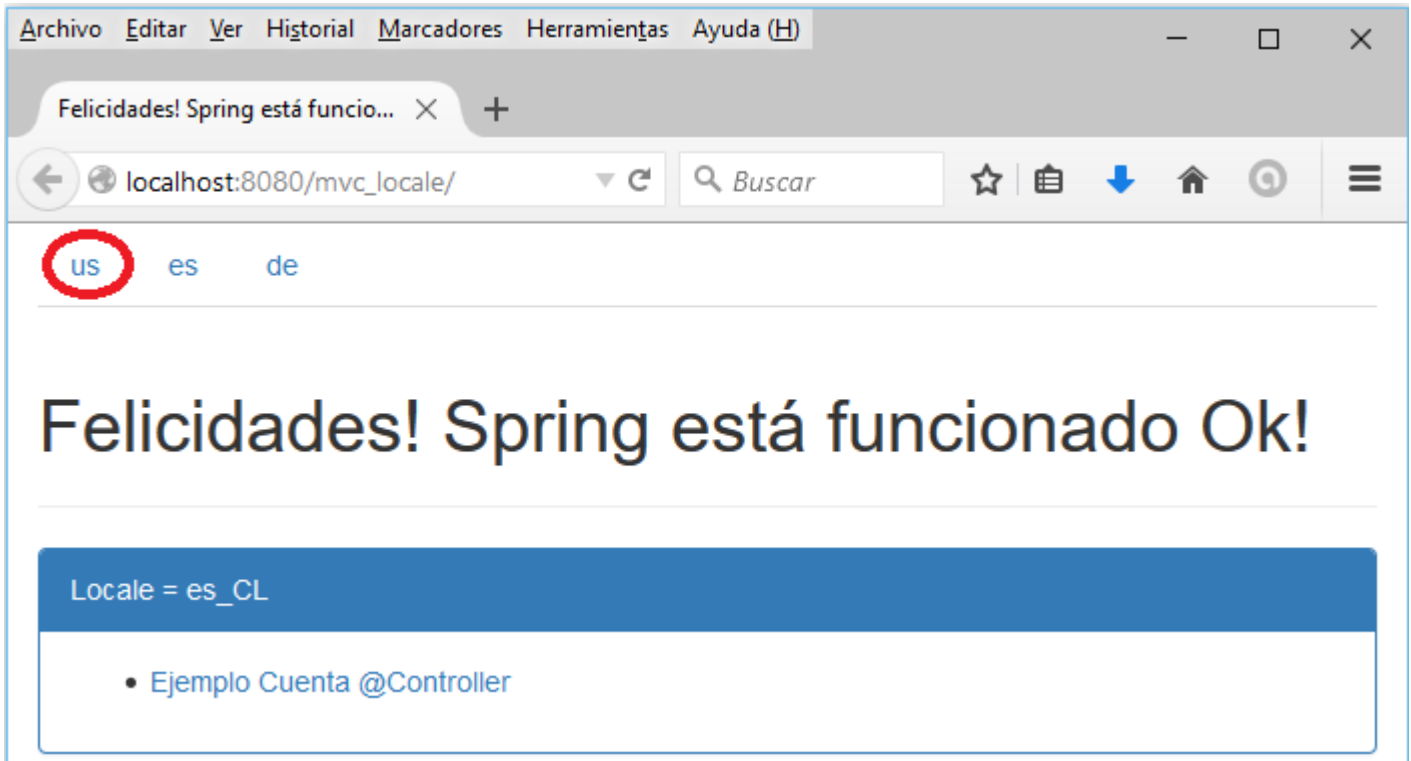 Archivo Editar Ver Historial Marcadores Herramientas Ayuda (H)
Felicidades! Spring está funcio...
localhost:8080/mvc_locale/ Buscar
us es de
Felicidades! Spring está funcionado Ok!
Locale = es_CL
Ejemplo Cuenta @Controller